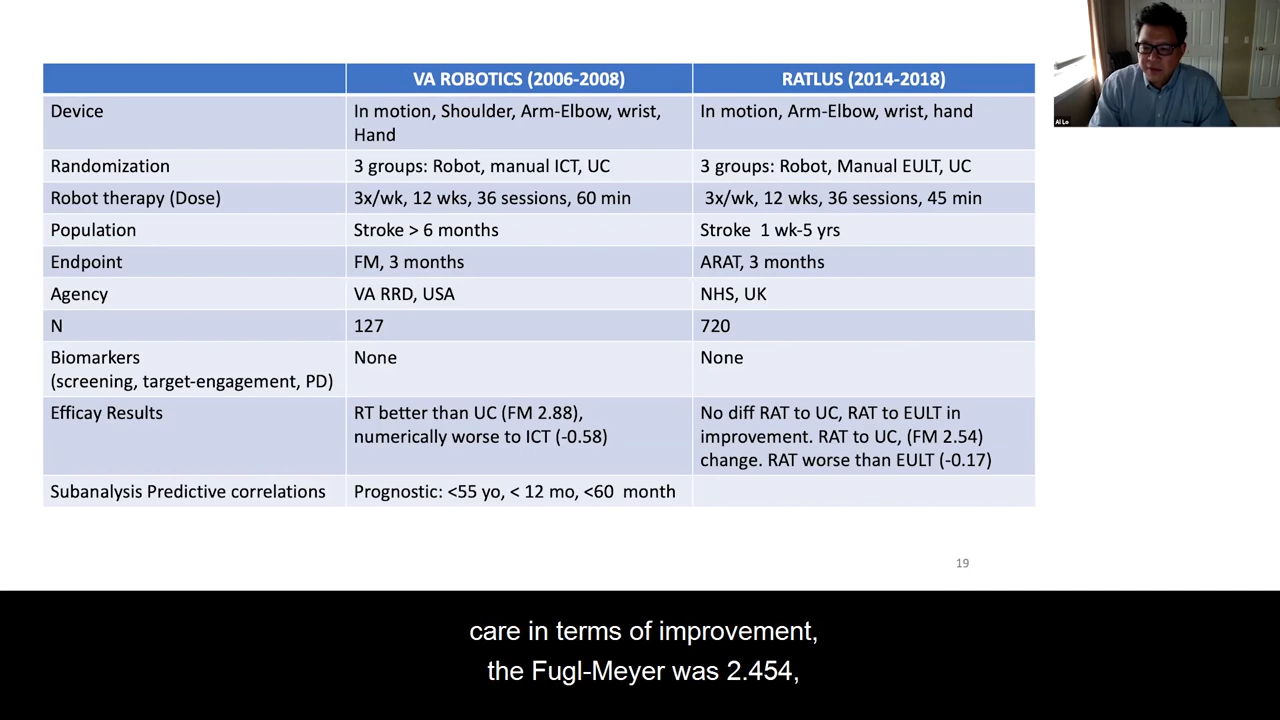 VA ROBOTICS (2006-2008) RATLUS (2014-2018)
Device In motion, Shoulder, Arm-Elbow, wrist, In motion, Arm-Elbow, wrist, hand
Hand
Randomization 3 groups: Robot, manual ICT, UC 3 groups: Robot, Manual EULT, UC
Robot therapy (Dose) 3x/wk, 12 wks, 36 sessions, 60 min 3x/wk, 12 wks, 36 sessions, 45 min
Population Stroke > 6 months Stroke 1 wk-5 yrs
Endpoint FM, 3 months ARAT, 3 months
Agency VA RRD, USA NHS, UK
N 127 720
Biomarkers None None
(screening, target-engagement, PD)
Efficay Results RT better than UC (FM 2.88), No diff RAT to UC, RAT to EULT in
numerically worse to ICT (-0.58) improvement. RAT to UC, (FM 2.54)
change. RAT worse than EULT (-0.17)
Subanalysis Predictive correlations Prognostic: <55 yo, < 12 mo, <60 month
19
Al Lo
care in terms of improvement,
the Fugl-Meyer was 2.454,